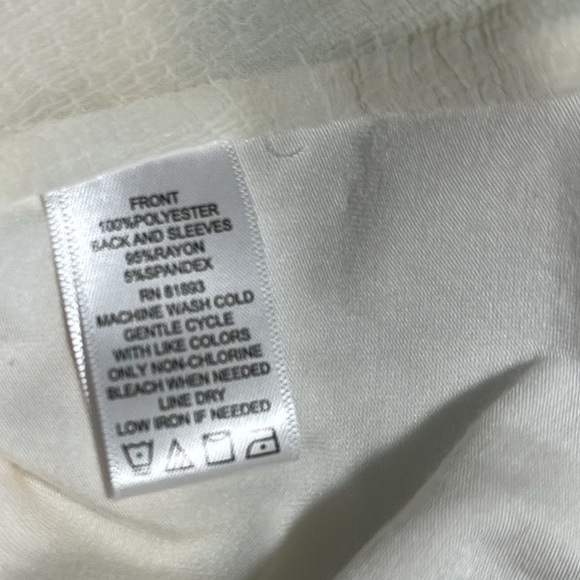 FRONT
100%POLYESTER
BACK AND SLEEVES
95%RAYON
5%SPANDEX
RN 81893
MACHINE WASH COLD
GENTLE CYCLE
WITH LIKE COLORS
ONLY NON-CHLORINE
BLEACH WHEN NEEDED
LINE DRY
LOW IRON IF NEEDED